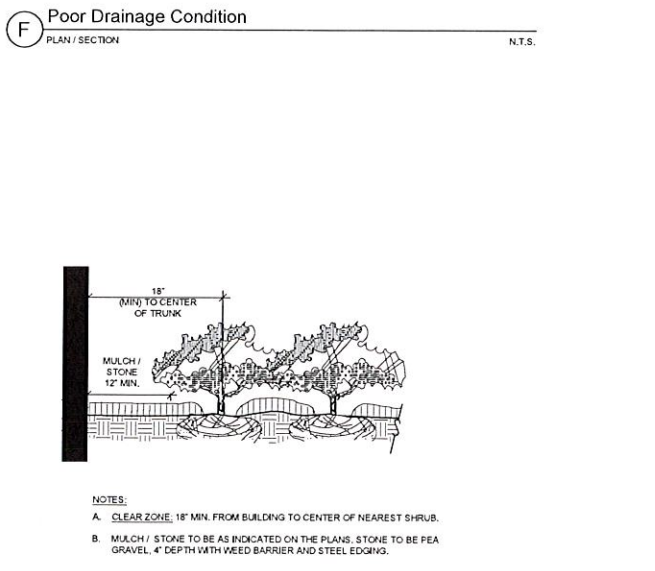 F
Poor Drainage Condition
PLAN / SECTION
N.T.S.
18"
(MIN) TO CENTER
OF TRUNK
MULCH /
STONE
12" MIN.
NOTES:
A. CLEAR ZONE: 18" MIN. FROM BUILDING TO CENTER OF NEAREST SHRUB.
B. MULCH / STONE TO BE AS INDICATED ON THE PLANS. STONE TO BE PEA
GRAVEL, 4" DEPTH WITH WEED BARRIER AND STEEL EDGING.